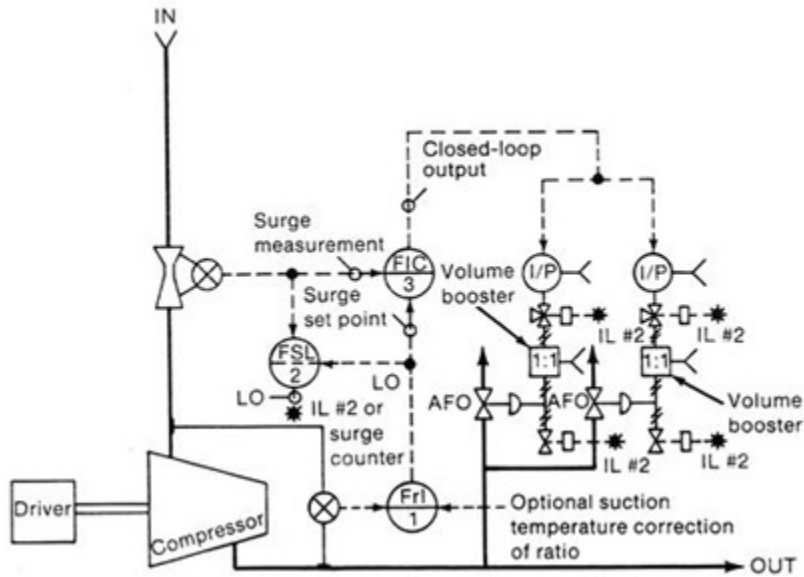 IN
Closed-loop
output
Surge
measurement
FIC
3
Volume
booster
I/P
I/P
Surge
set point
IL #2
IL #2
FSL
2
LO
1:1
1:1
LO
IL #2 or
surge
counter
AFO
AFO
Volume
booster
IL #2
IL #2
Driver
Compressor
FrI
1
Optional suction
temperature correction
of ratio
OUT